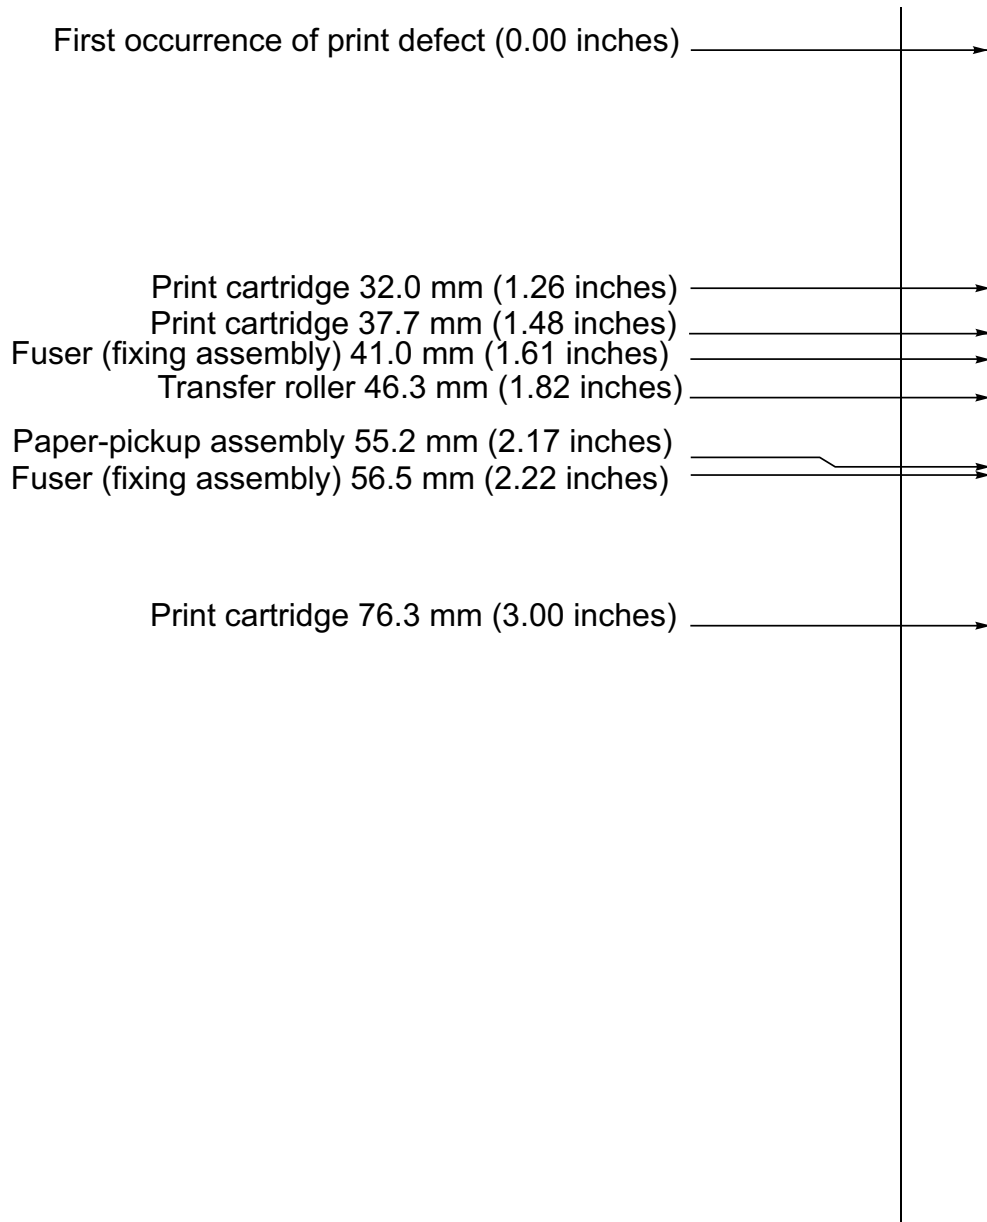 First occurrence of print defect (0.00 inches)
Print cartridge 32.0 mm (1.26 inches)
Print cartridge 37.7 mm (1.48 inches)
Fuser (fixing assembly) 41.0 mm (1.61 inches)
Transfer roller 46.3 mm (1.82 inches)
Paper-pickup assembly 55.2 mm (2.17 inches)
Fuser (fixing assembly) 56.5 mm (2.22 inches)
Print cartridge 76.3 mm (3.00 inches)